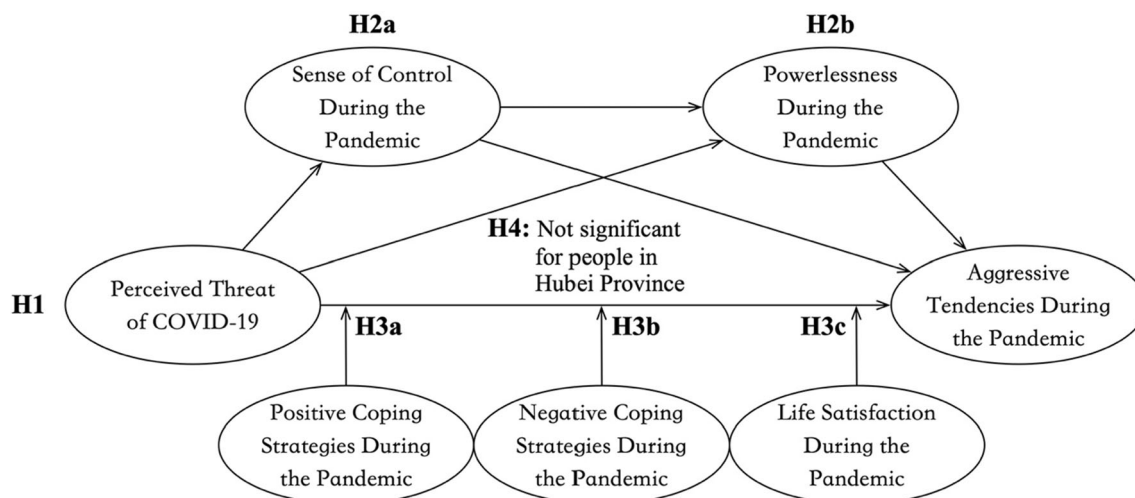 H2a
Sense of Control
During the
Pandemic
H2b
Powerlessness
During the
Pandemic
H4: Not significant
for people in
Hubei Province
H1
Perceived Threat
of COVID-19
Aggressive
Tendencies During
the Pandemic
H3a
H3b
H3c
Positive Coping
Strategies During
the Pandemic
Negative Coping
Strategies During
the Pandemic
Life Satisfaction
During the
Pandemic